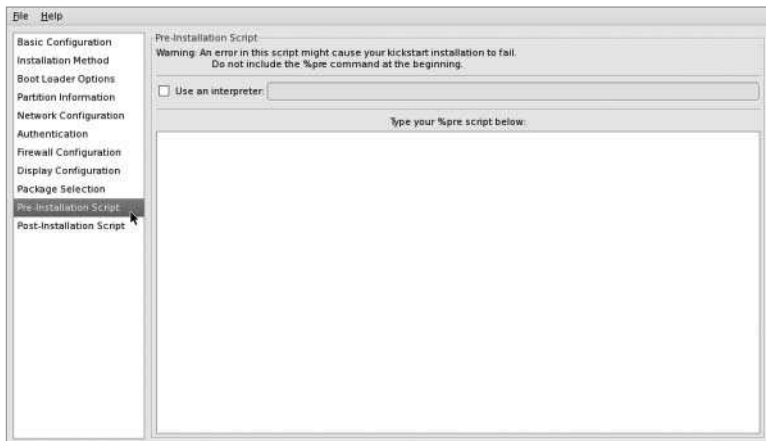 File Help
Basic Configuration
Installation Method
Boot Loader Options
Partition Information
Network Configuration
Authentication
Firewall Configuration
Display Configuration
Package Selection
Pre-Installation Script
Post-Installation Script
Pre-Installation Script
Warning: An error in this script might cause your kickstart installation to fail.
Do not include the %pre command at the beginning.
Use an interpreter:
Type your %pre script below: